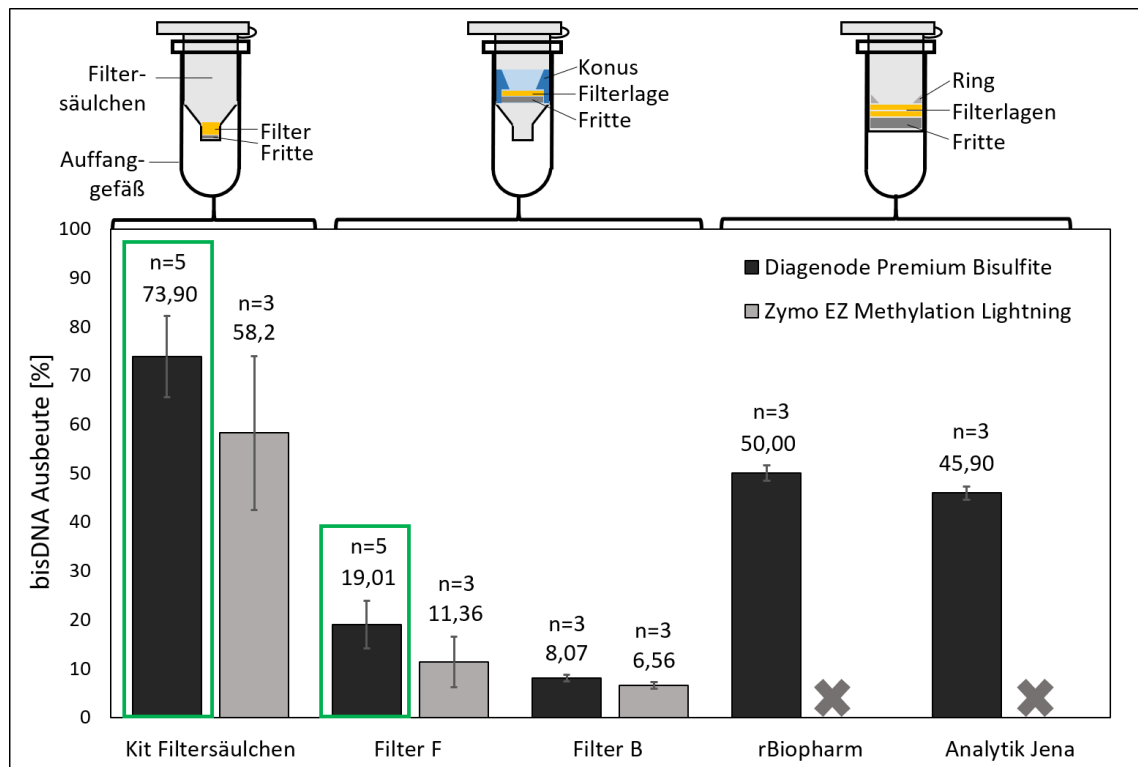 Filter-
säulchen
Filter
Fritte
Auffang-
gefäß
Konus
Filterlage
Fritte
Ring
Filterlagen
Fritte
bisDNA Ausbeute [%]
100
90
80
70
60
50
40
30
20
10
0
Diagenode Premium Bisulfite
Zymo EZ Methylation Lightning
n=5
73,90
n=3
58,2
n=5
19,01
n=3
11,36
n=3
8,07
n=3
6,56
n=3
50,00
n=3
45,90
Kit Filtersäulchen
Filter F
Filter B
rBiopharm
Analytik Jena